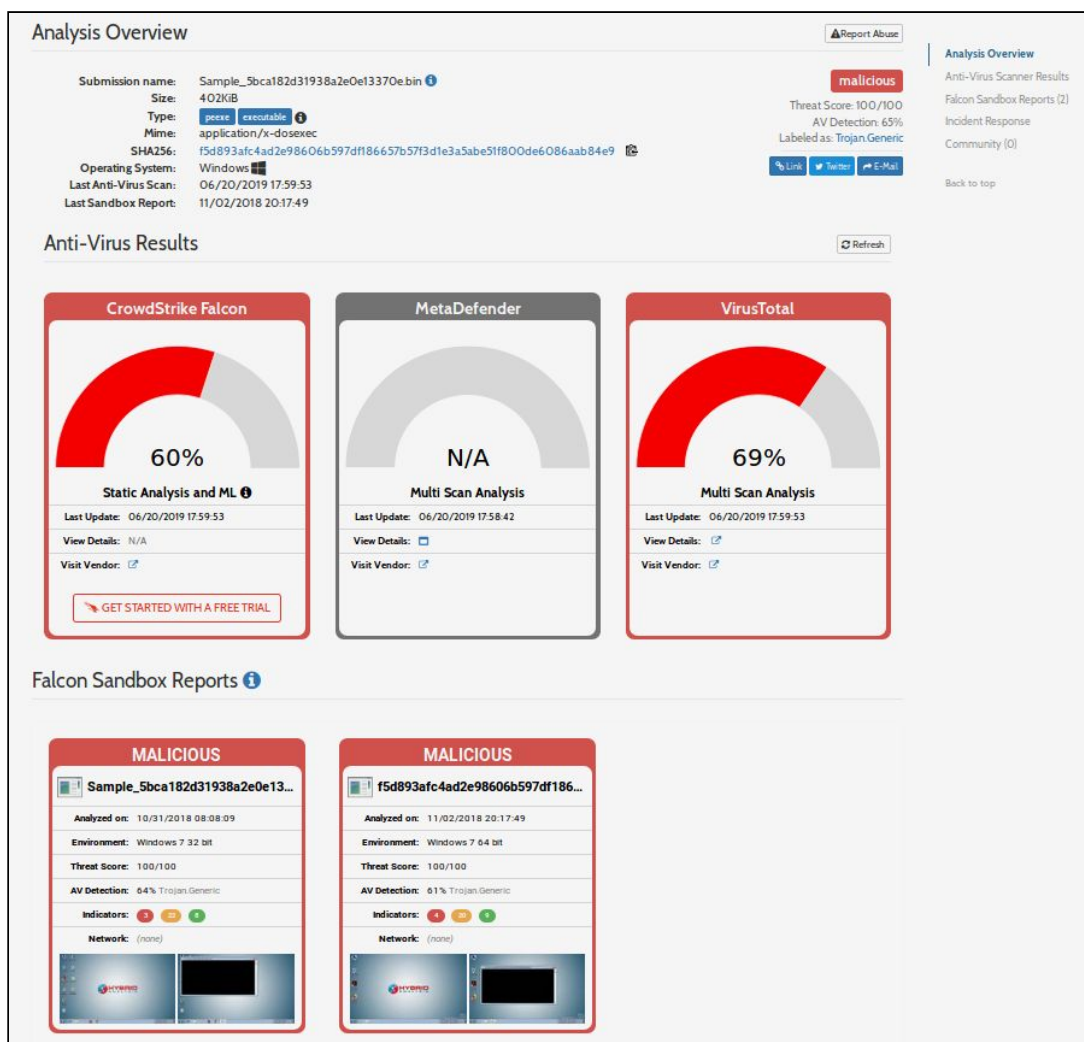 Analysis Overview
Report Abuse
Submission name: Sample_5bca182d31938a2e0e13370e.bin
Size: 402KiB
Type: peexe executable
Mime: application/x-dosexec
SHA256: f5d893afc4ad2e98606b597df186657b57f3d1e3a5abe51f800de6086aab84e9
Operating System: Windows
Last Anti-Virus Scan: 06/20/2019 17:59:53
Last Sandbox Report: 11/02/2018 20:17:49
malicious
Threat Score: 100/100
AV Detection: 65%
Labeled as: Trojan.Generic
Link Twitter E-Mail
Analysis Overview
Anti-Virus Scanner Results
Falcon Sandbox Reports (2)
Incident Response
Community (0)
Back to top
Anti-Virus Results
Refresh
CrowdStrike Falcon
60%
Static Analysis and ML
Last Update: 06/20/2019 17:59:53
View Details: N/A
Visit Vendor:
GET STARTED WITH A FREE TRIAL
MetaDefender
N/A
Multi Scan Analysis
Last Update: 06/20/2019 17:58:42
View Details:
Visit Vendor:
VirusTotal
69%
Multi Scan Analysis
Last Update: 06/20/2019 17:59:53
View Details:
Visit Vendor:
Falcon Sandbox Reports
MALICIOUS
Sample_5bca182d31938a2e0e13...
Analyzed on: 10/31/2018 08:08:09
Environment: Windows 7 32 bit
Threat Score: 100/100
AV Detection: 64% Trojan.Generic
Indicators: 3 22 8
Network: (none)
HYBRID
MALICIOUS
f5d893afc4ad2e98606b597df186...
Analyzed on: 11/02/2018 20:17:49
Environment: Windows 7 64 bit
Threat Score: 100/100
AV Detection: 61% Trojan.Generic
Indicators: 4 20 9
Network: (none)
HYBRID